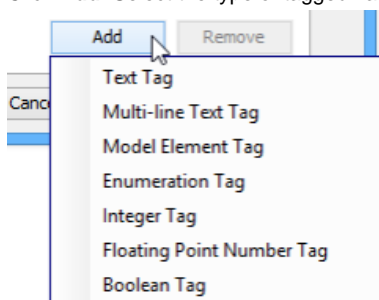 Add Remove
Text Tag
Cance
Multi-line Text Tag
Model Element Tag
Enumeration Tag
Integer Tag
Floating Point Number Tag
Boolean Tag